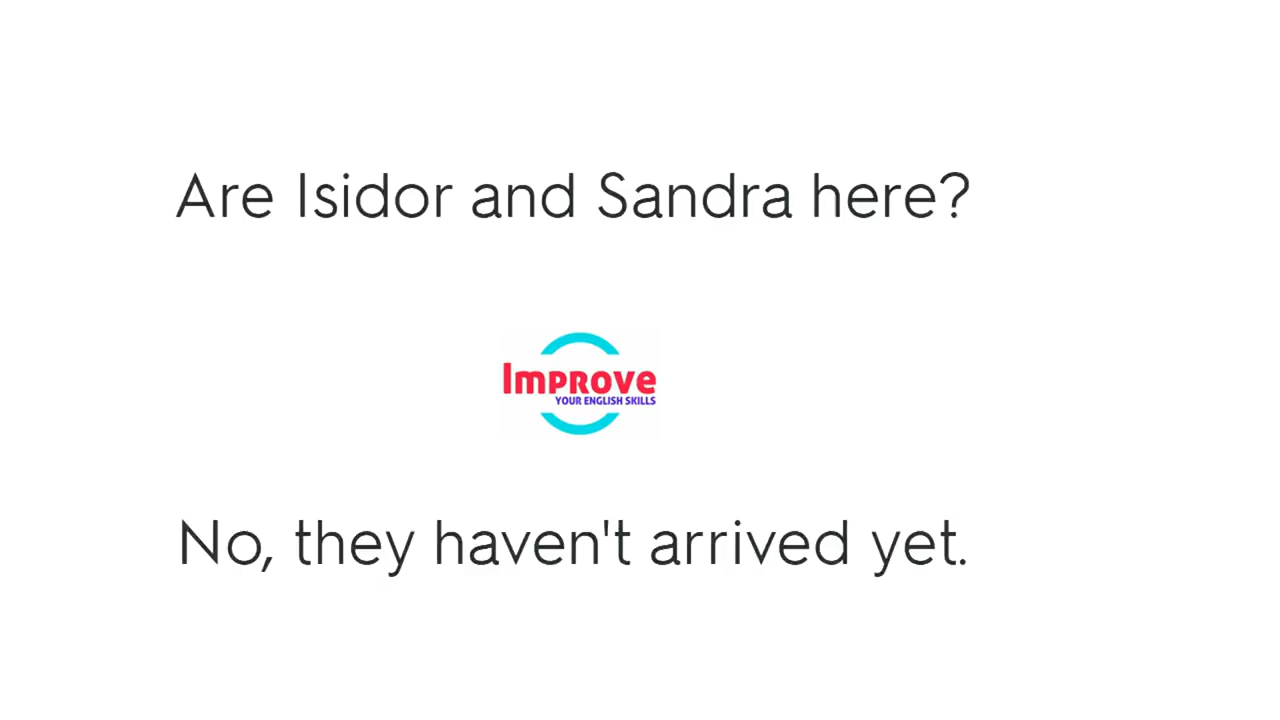 Are Isidor and Sandra here?
Improve
YOUR ENGLISH SKILLS
No, they haven't arrived yet.